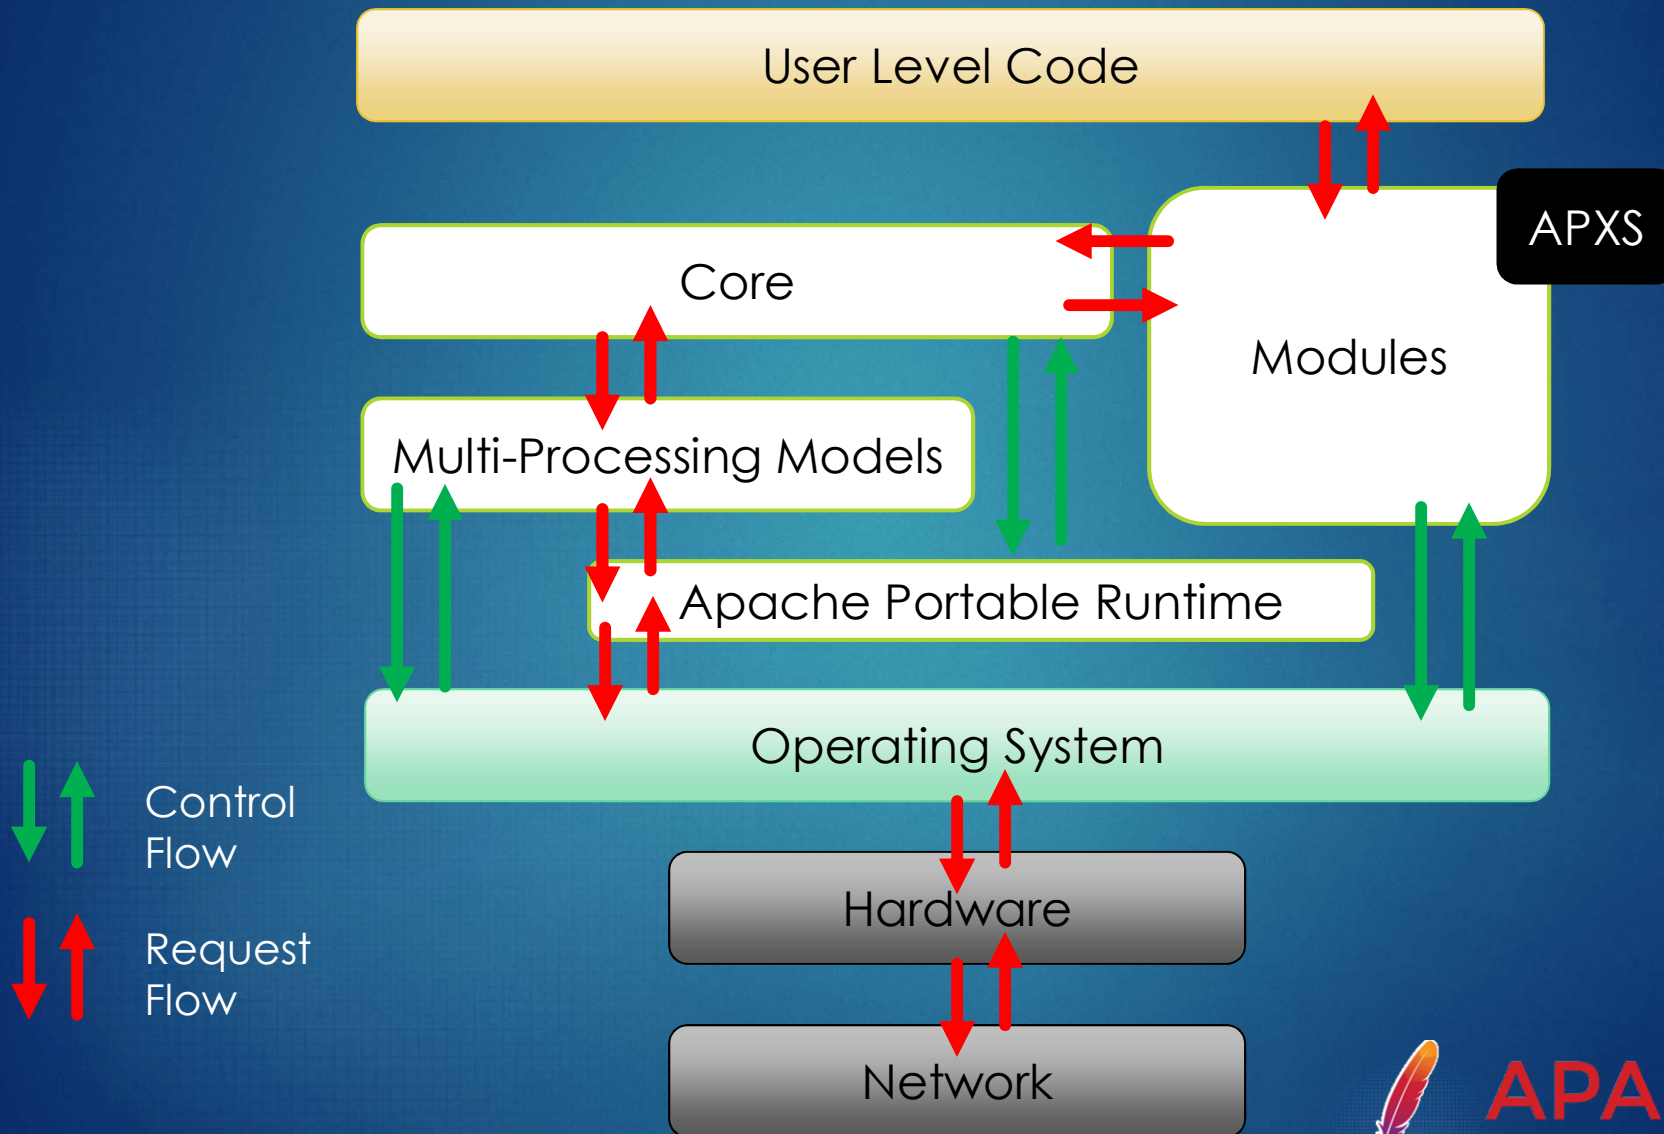 User Level Code
APXS
Core
Modules
Multi-Processing Models
Apache Portable Runtime
Operating System
Control
Flow
Hardware
Request
Flow
Network
APA